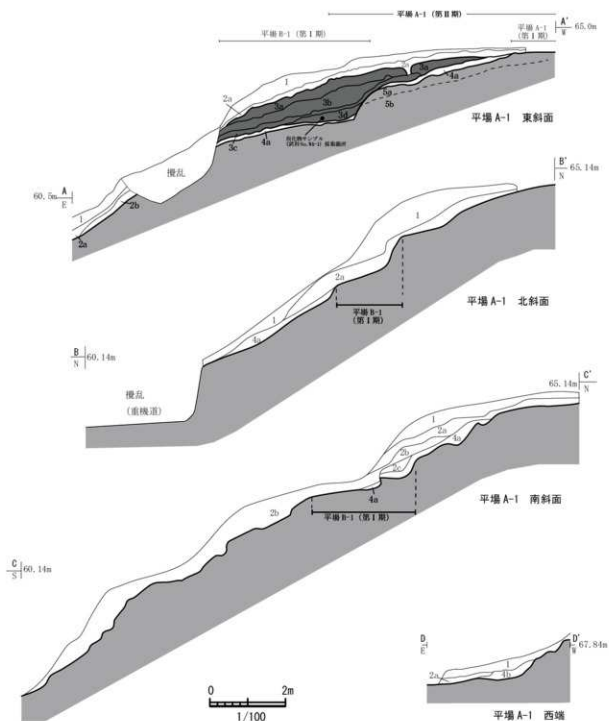 平場 A-1 (第Ⅱ期)
平場 B-1 (第Ⅰ期)
平場 A-1
(第Ⅰ期)
A'
W
65.0m
1
2a
3a
3a
3b
3c
3d
4a
4a
5a
5b
平場 A-1 東斜面
撹乱
60.5m
A
E
1
2a
2b
B'
N
65.14m
1
2a
平場 B-1
(第Ⅰ期)
平場 A-1 北斜面
1
4a
B
N
60.14m
撹乱
(重機道)
C'
N
65.14m
1
2a
2b
4a
2c
4a
平場 B-1 (第Ⅰ期)
平場 A-1 南斜面
2b
C
S
60.14m
D
E
D'
W
67.84m
1
2a
4b
平場 A-1 西端
0
2m
1/100